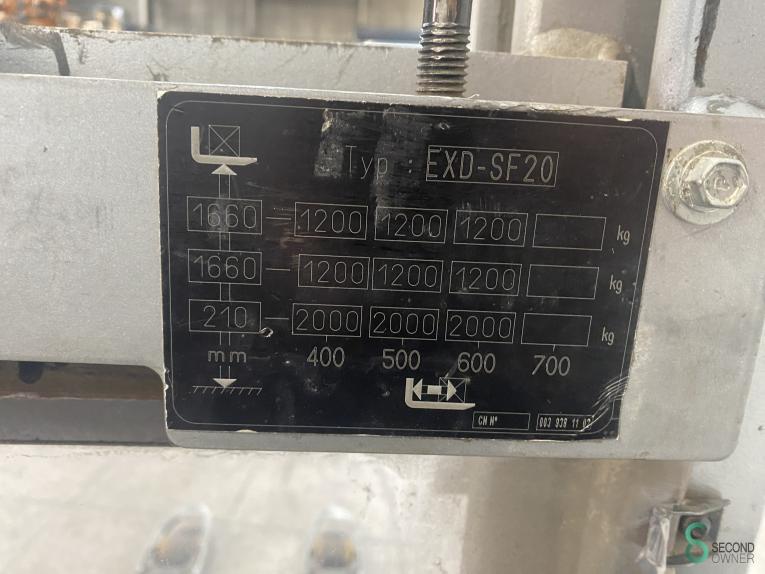 Typ : EXD-SF20
1660 1200 1200 1200 kg
1660 1200 1200 1200 kg
210 2000 2000 2000 kg
mm 400 500 600 700
CH N°
SECOND
OWNER